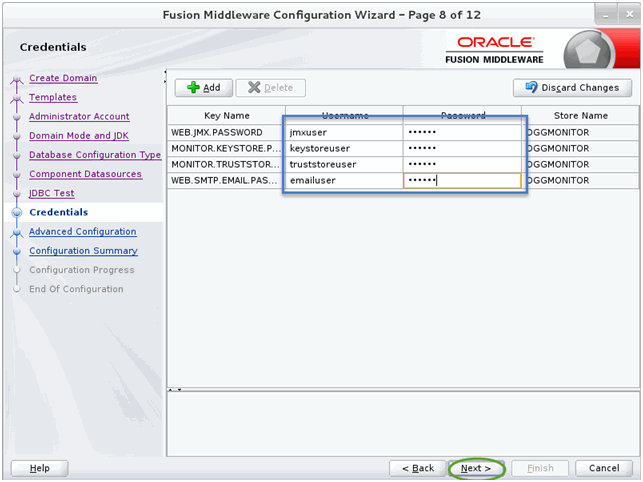 Fusion Middleware Configuration Wizard – Page 8 of 12
Credentials
ORACLE
FUSION MIDDLEWARE
Create Domain
Templates
Administrator Account
Domain Mode and JDK
Database Configuration Type
Component Datasources
JDBC Test
Credentials
Advanced Configuration
Configuration Summary
Configuration Progress
End Of Configuration
Add Delete Discard Changes
Key Name Username Password Store Name
WEB.JMX.PASSWORD jmxuser •••••• OGGMONITOR
MONITOR.KEYSTORE.P... keystoreuser •••••• OGGMONITOR
MONITOR.TRUSTSTOR... truststoreuser •••••• OGGMONITOR
WEB.SMTP.EMAIL.PAS... emailuser •••••• OGGMONITOR
Help < Back Next > Finish Cancel